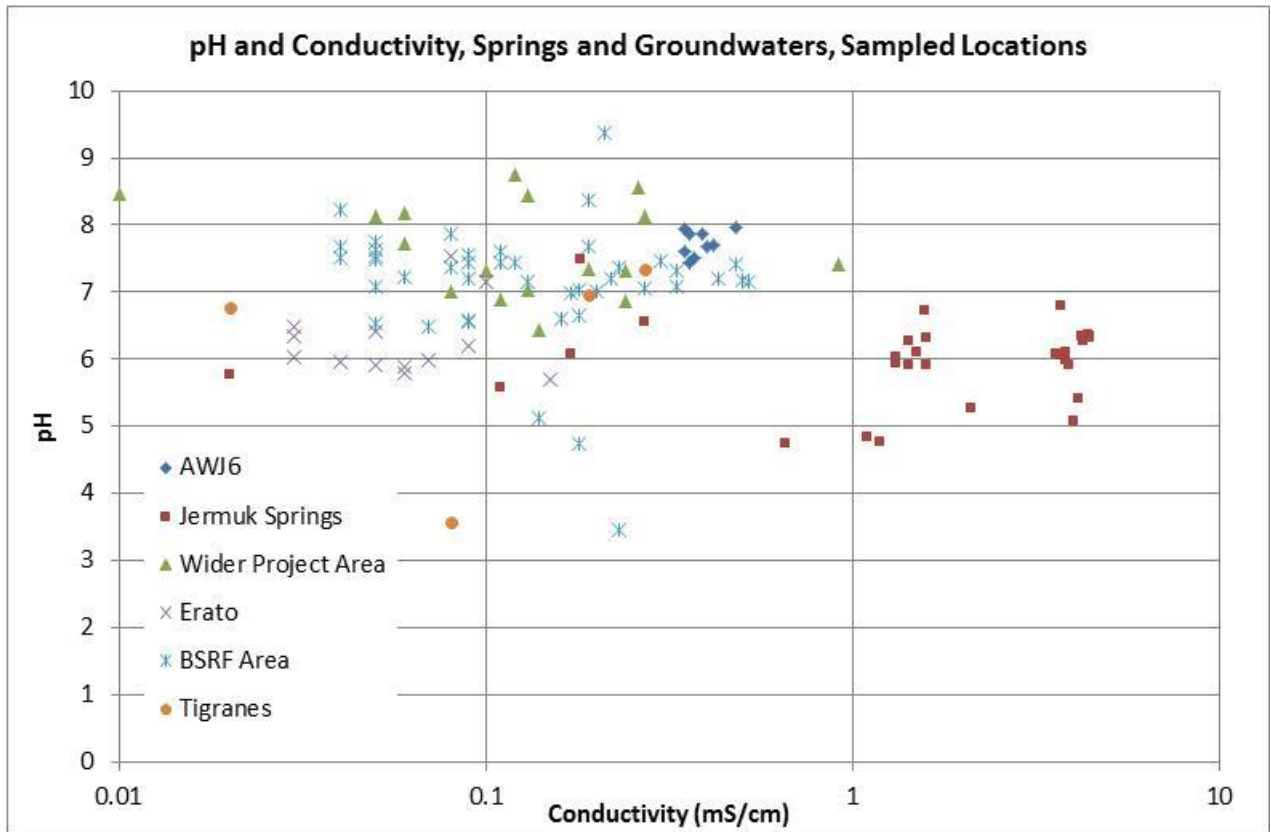 pH and Conductivity, Springs and Groundwaters, Sampled Locations
10
9
8
7
6
5
4
3
2
1
0
pH
AWJ6
Jermuk Springs
Wider Project Area
Erato
BSRF Area
Tigranes
0.01
0.1
1
10
Conductivity (mS/cm)